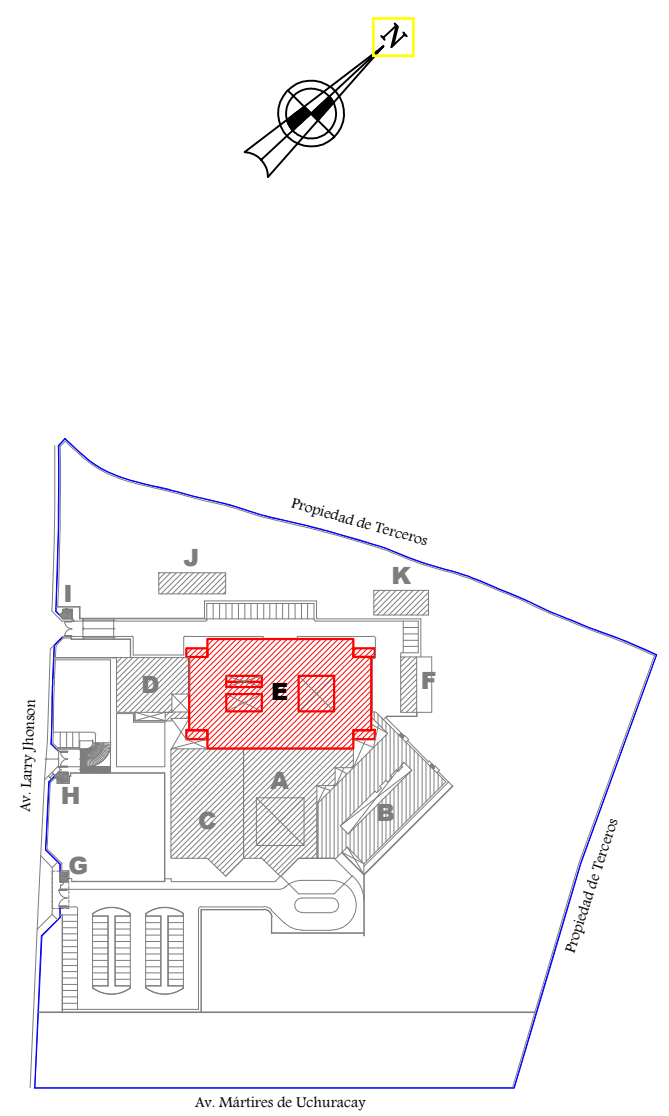 N
Propiedad de Terceros
J
K
I
D
E
F
Av. Larry Jhonson
A
H
C
B
G
Propiedad de Terceros
Av. Mártires de Uchuracay